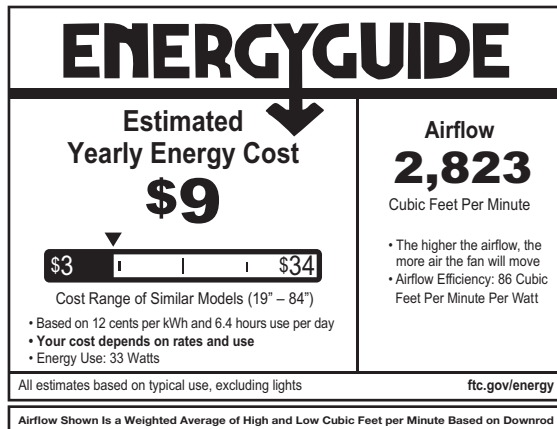 ENERGYGUIDE
Estimated
Yearly Energy Cost
$9
$3
$34
Cost Range of Similar Models (19” – 84”)
• Based on 12 cents per kWh and 6.4 hours use per day
• Your cost depends on rates and use
• Energy Use: 33 Watts
Airflow
2,823
Cubic Feet Per Minute
• The higher the airflow, the
more air the fan will move
• Airflow Efficiency: 86 Cubic
Feet Per Minute Per Watt
All estimates based on typical use, excluding lights
ftc.gov/energy
Airflow Shown Is a Weighted Average of High and Low Cubic Feet per Minute Based on Downrod